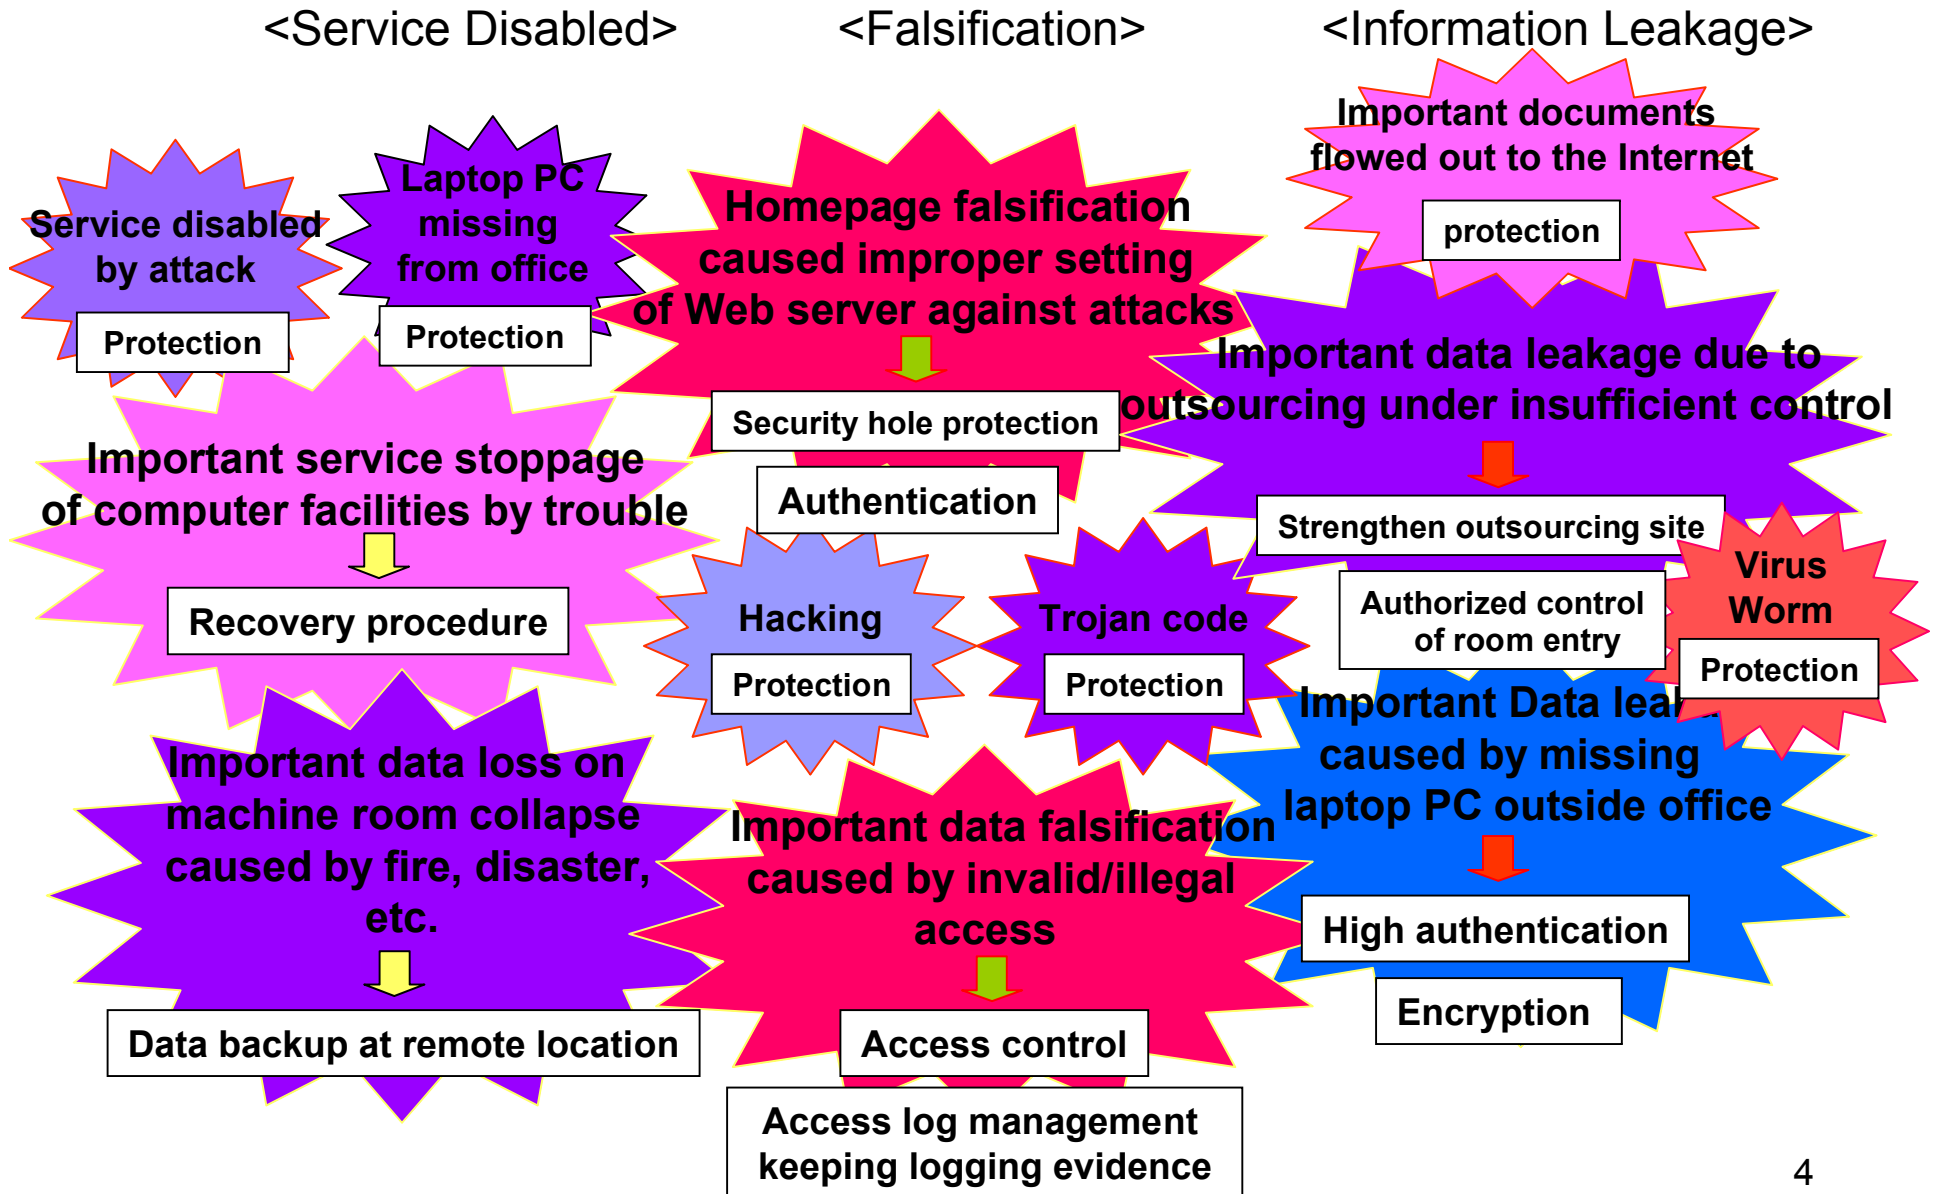 <Service Disabled>
<Falsification>
<Information Leakage>
Service disabled
by attack
Protection
Laptop PC
missing
from office
Protection
Important service stoppage
of computer facilities by trouble
Recovery procedure
Important data loss on
machine room collapse
caused by fire, disaster,
etc.
Data backup at remote location
Homepage falsification
caused improper setting
of Web server against attacks
Security hole protection
Authentication
Hacking
Protection
Trojan code
Protection
Important data falsification
caused by invalid/illegal
access
Access control
Access log management
keeping logging evidence
Important documents
flowed out to the Internet
protection
Important data leakage due to
outsourcing under insufficient control
Strengthen outsourcing site
Authorized control
of room entry
Virus
Worm
Protection
Important Data
caused by missing
laptop PC outside office
High authentication
Encryption
4